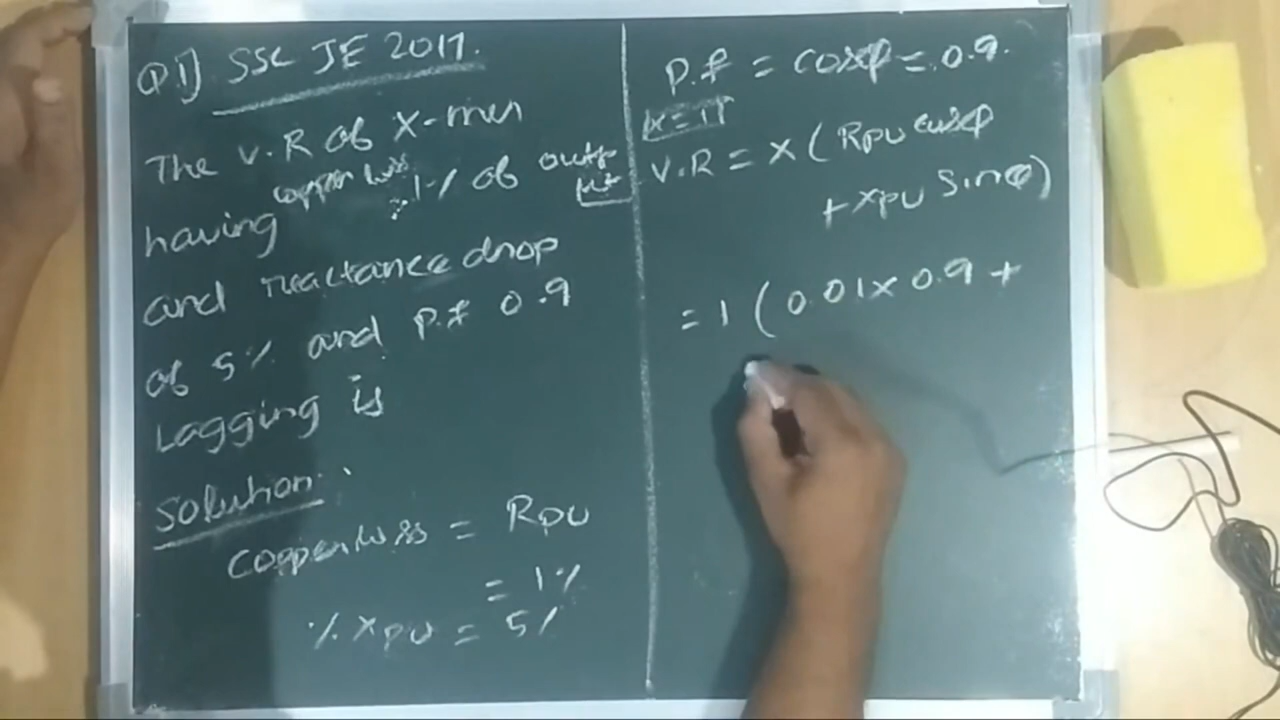 Q.1] SSC JE 2017.
The V.R of X-mer
having copper loss 1% of output
and reactance drop
of 5% and P.f 0.9
Lagging is
Solution:
Copper loss = Rpu
= 1%
% Xpu = 5%
P.f = cosφ = 0.9.
V.R = x ( Rpu cosφ
+ xpu Sinφ)
= 1 ( 0.01 x 0.9 +